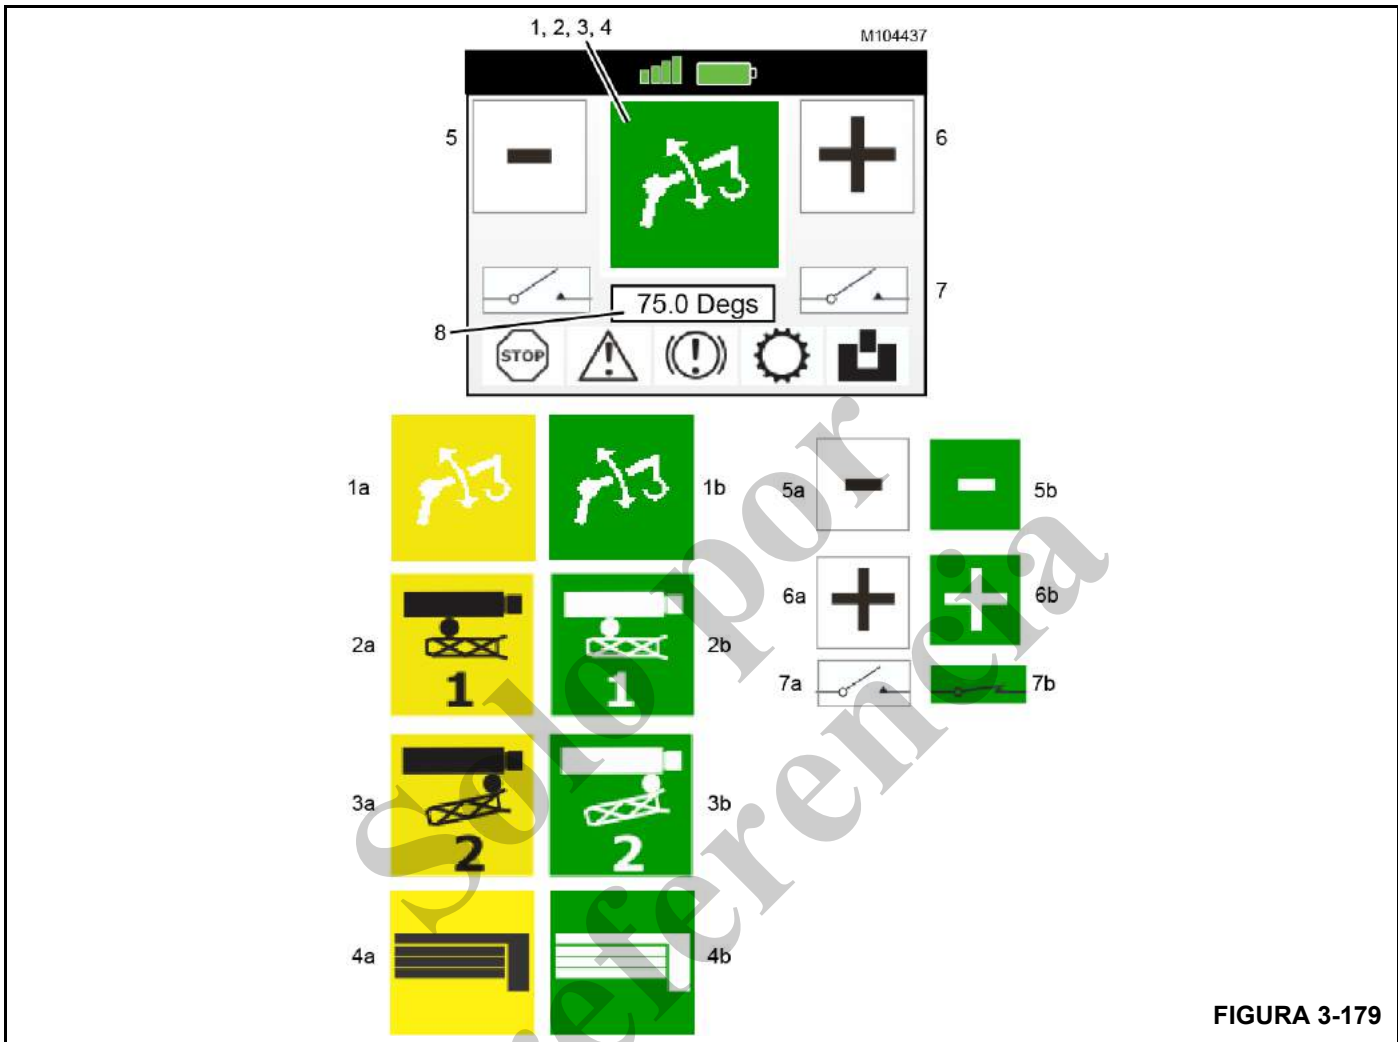 1, 2, 3, 4
M104437
5
6
7
75.0 Degs
8
STOP
1a
1b
5a
5b
6a
6b
2a
1
1
2b
7a
7b
3a
2
2
3b
4a
4b
Solo por
referencia
FIGURA 3-179